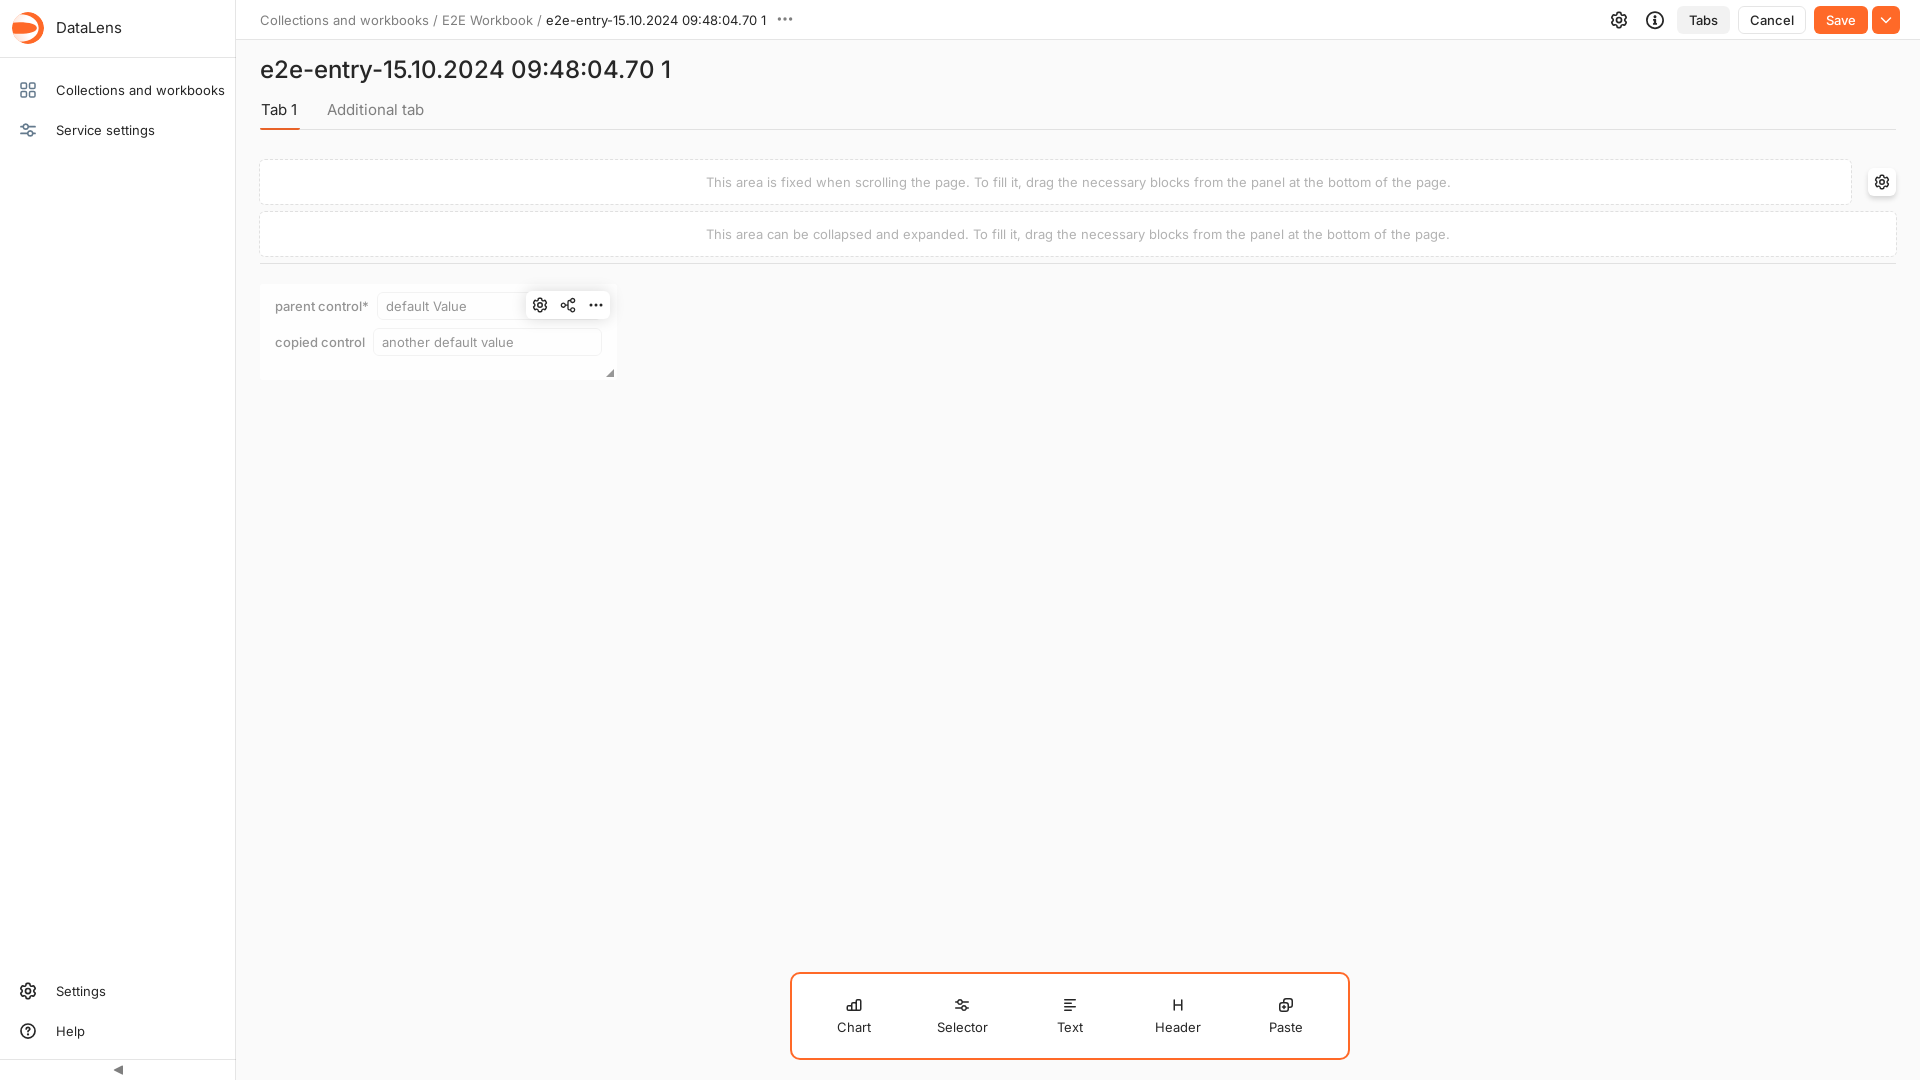 DataLens
Collections and workbooks / E2E Workbook / e2e-entry-15.10.2024 09:48:04.70 1
Tabs
Cancel
Save
Collections and workbooks
Service settings
e2e-entry-15.10.2024 09:48:04.70 1
Tab 1
Additional tab
This area is fixed when scrolling the page. To fill it, drag the necessary blocks from the panel at the bottom of the page.
This area can be collapsed and expanded. To fill it, drag the necessary blocks from the panel at the bottom of the page.
parent control* default Value
copied control another default value
Settings
Help
Chart
Selector
Text
Header
Paste